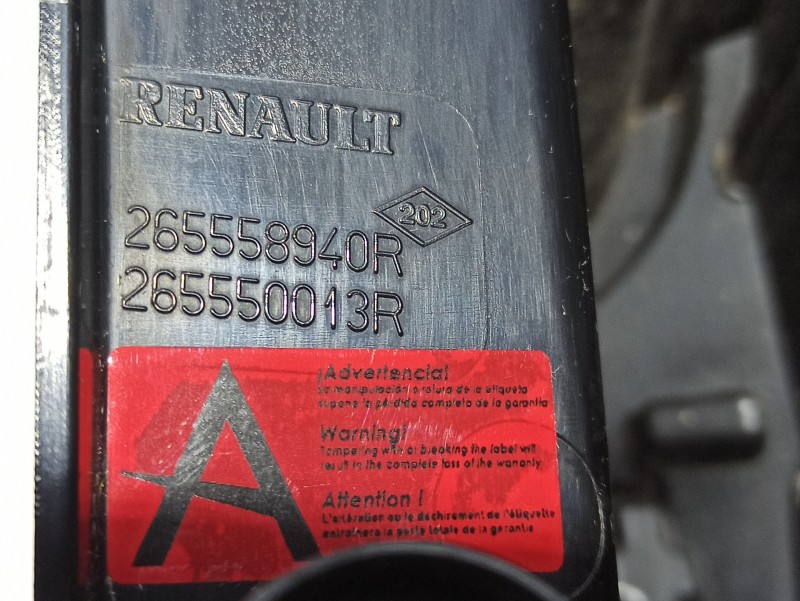 RENAULT
202
265558940R
265550013R
A
¡Advertencia!
La manipulación o rotura de la etiqueta
supone la pérdida completa de la garantía
Warning!
Tampering with or breaking the label will
result in the complete loss of the warranty
Attention !
L'altération ou le déchirement de l'étiquette
entraînera la perte totale de la garantie